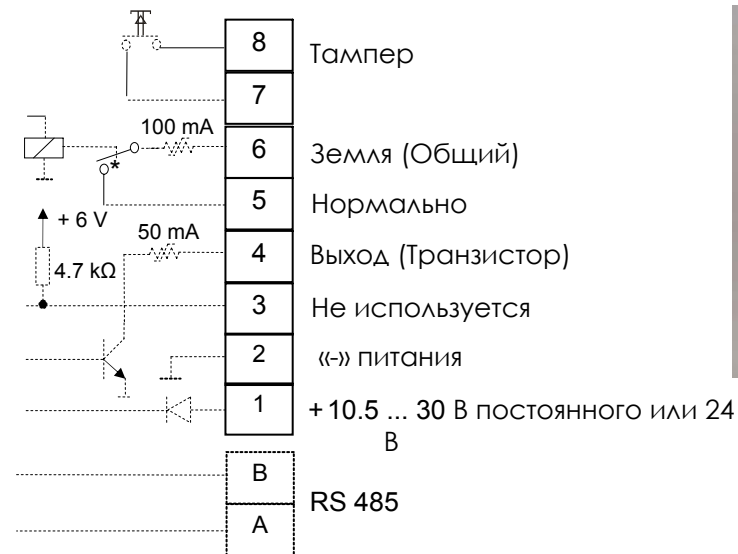 8 Тампер
7
100 mA
6 Земля (Общий)
*
5 Нормально
+ 6 V
50 mA
4 Выход (Транзистор)
4.7 kΩ
3 Не используется
2 «-» питания
1 + 10.5 ... 30 В постоянного или 24
В
B
RS 485
A